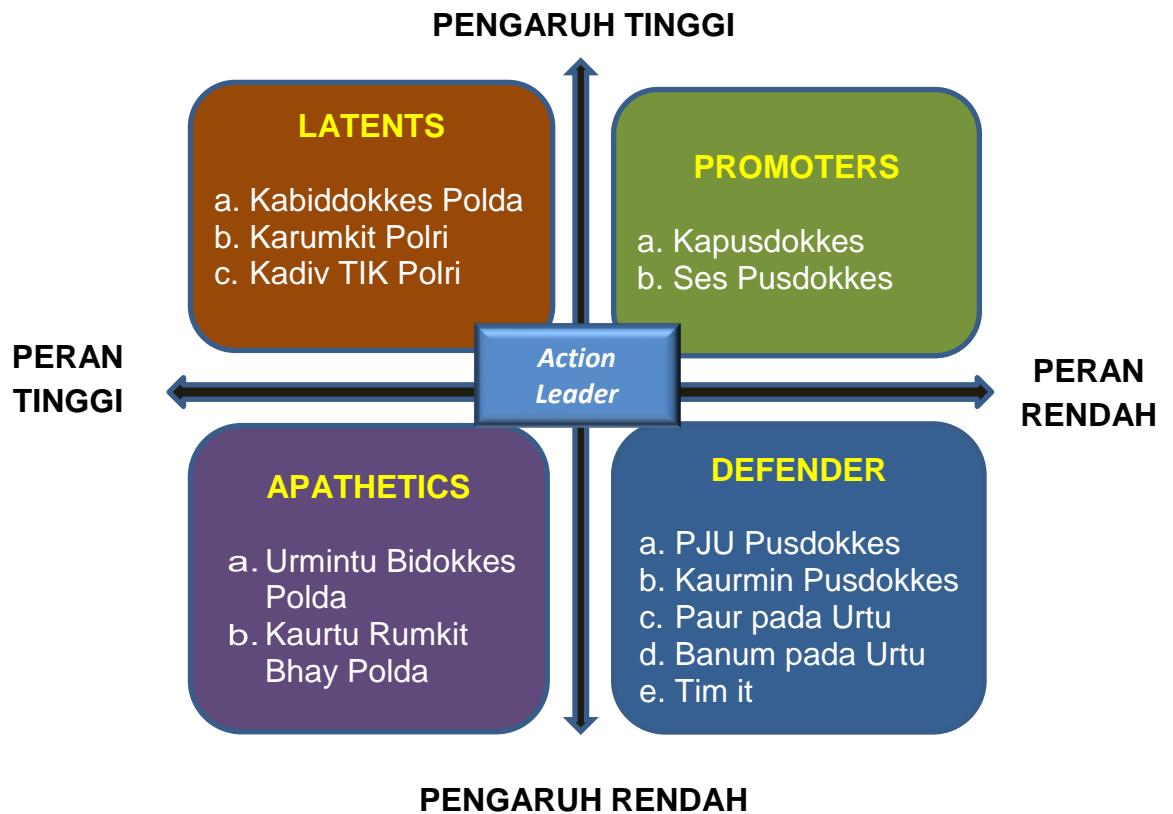 PENGARUH TINGGI
LATENTS
a. Kabiddokkes Polda
b. Karumkit Polri
c. Kadiv TIK Polri
PROMOTERS
a. Kapusdokkes
b. Ses Pusdokkes
PERAN
TINGGI
Action
Leader
PERAN
RENDAH
APATHETICS
a. Urmintu Bidokkes
Polda
b. Kaurtu Rumkit
Bhay Polda
DEFENDER
a. PJU Pusdokkes
b. Kaurmin Pusdokkes
c. Paur pada Urtu
d. Banum pada Urtu
e. Tim it
PENGARUH RENDAH